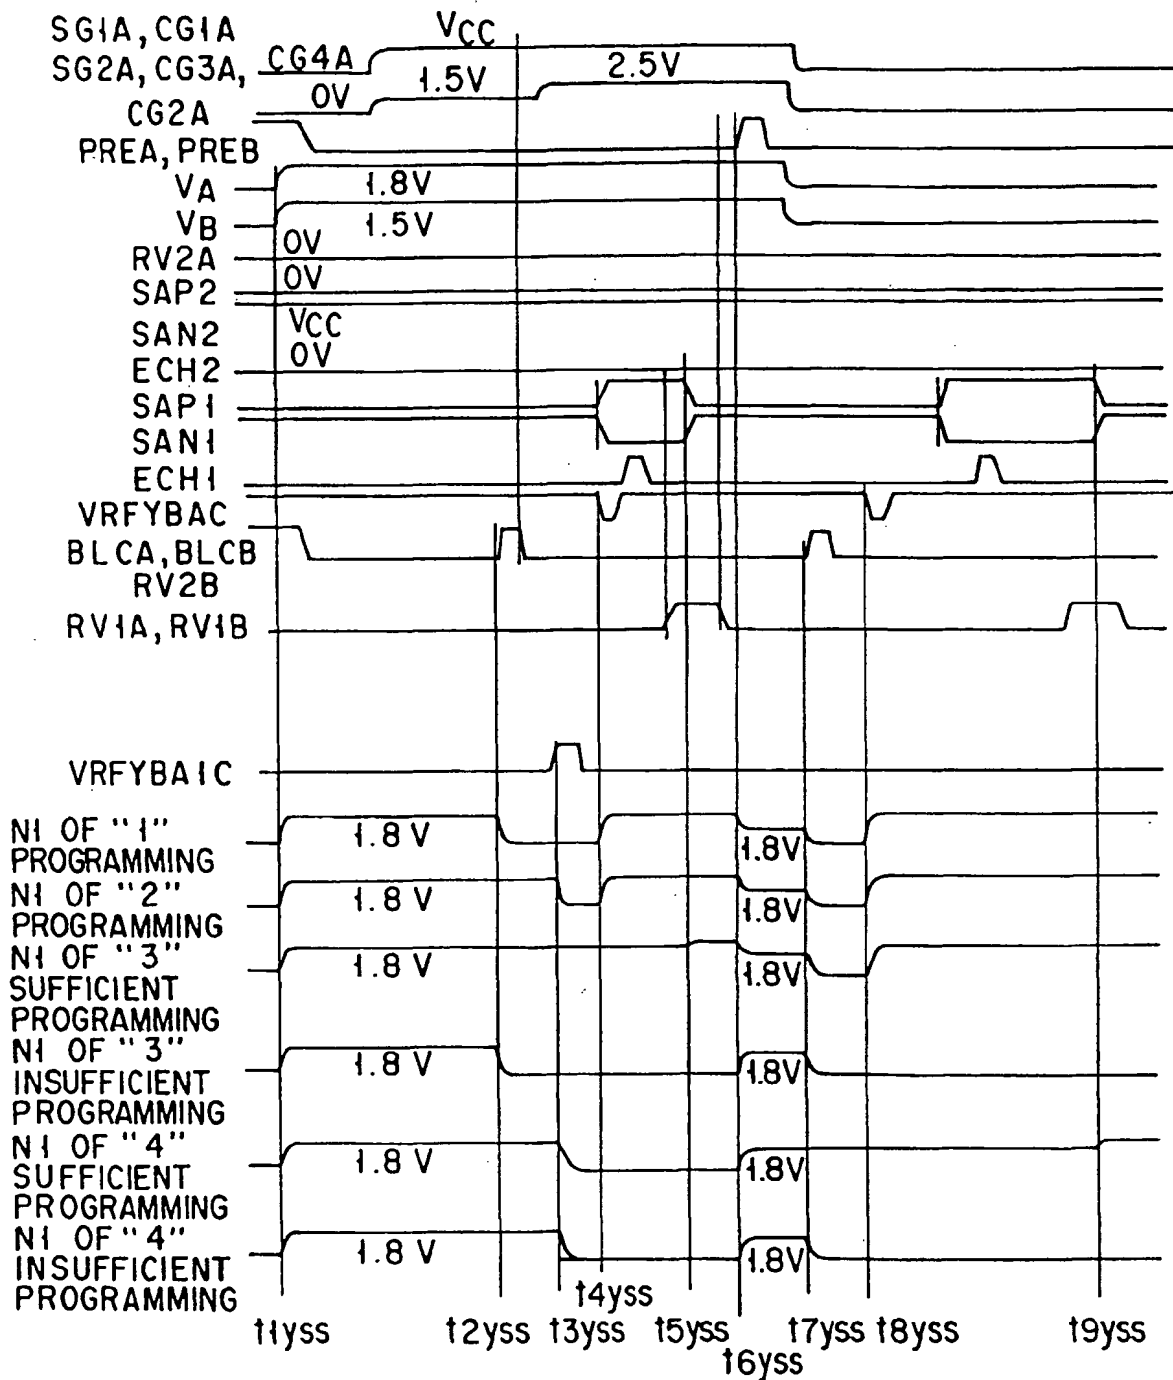 SG1A, CG1A VCC
SG2A, CG3A, CG4A 1.5V 2.5V
CG2A 0V
PREA, PREB
VA 1.8V
VB 1.5V
RV2A 0V
SAP2 0V
SAN2 VCC
ECH2 0V
SAP1
SAN1
ECH1
VRFYBAC
BLCA, BLCB
RV2B
RV1A, RV1B
VRFYBA1C
N1 OF "1" PROGRAMMING 1.8 V 1.8V
N1 OF "2" PROGRAMMING 1.8 V 1.8V
N1 OF "3" SUFFICIENT PROGRAMMING 1.8 V 1.8V
N1 OF "3" INSUFFICIENT PROGRAMMING 1.8 V 1.8V
N1 OF "4" SUFFICIENT PROGRAMMING 1.8 V 1.8V
N1 OF "4" INSUFFICIENT PROGRAMMING 1.8 V 1.8V
t4yss
t1yss t2yss t3yss t5yss t7yss t8yss t9yss
t6yss